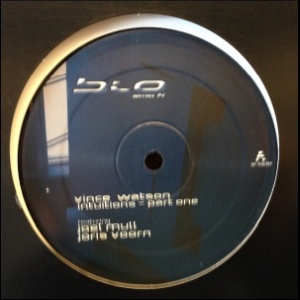 bio
vince watson
intuitions - part one
joel mull
joris voorn